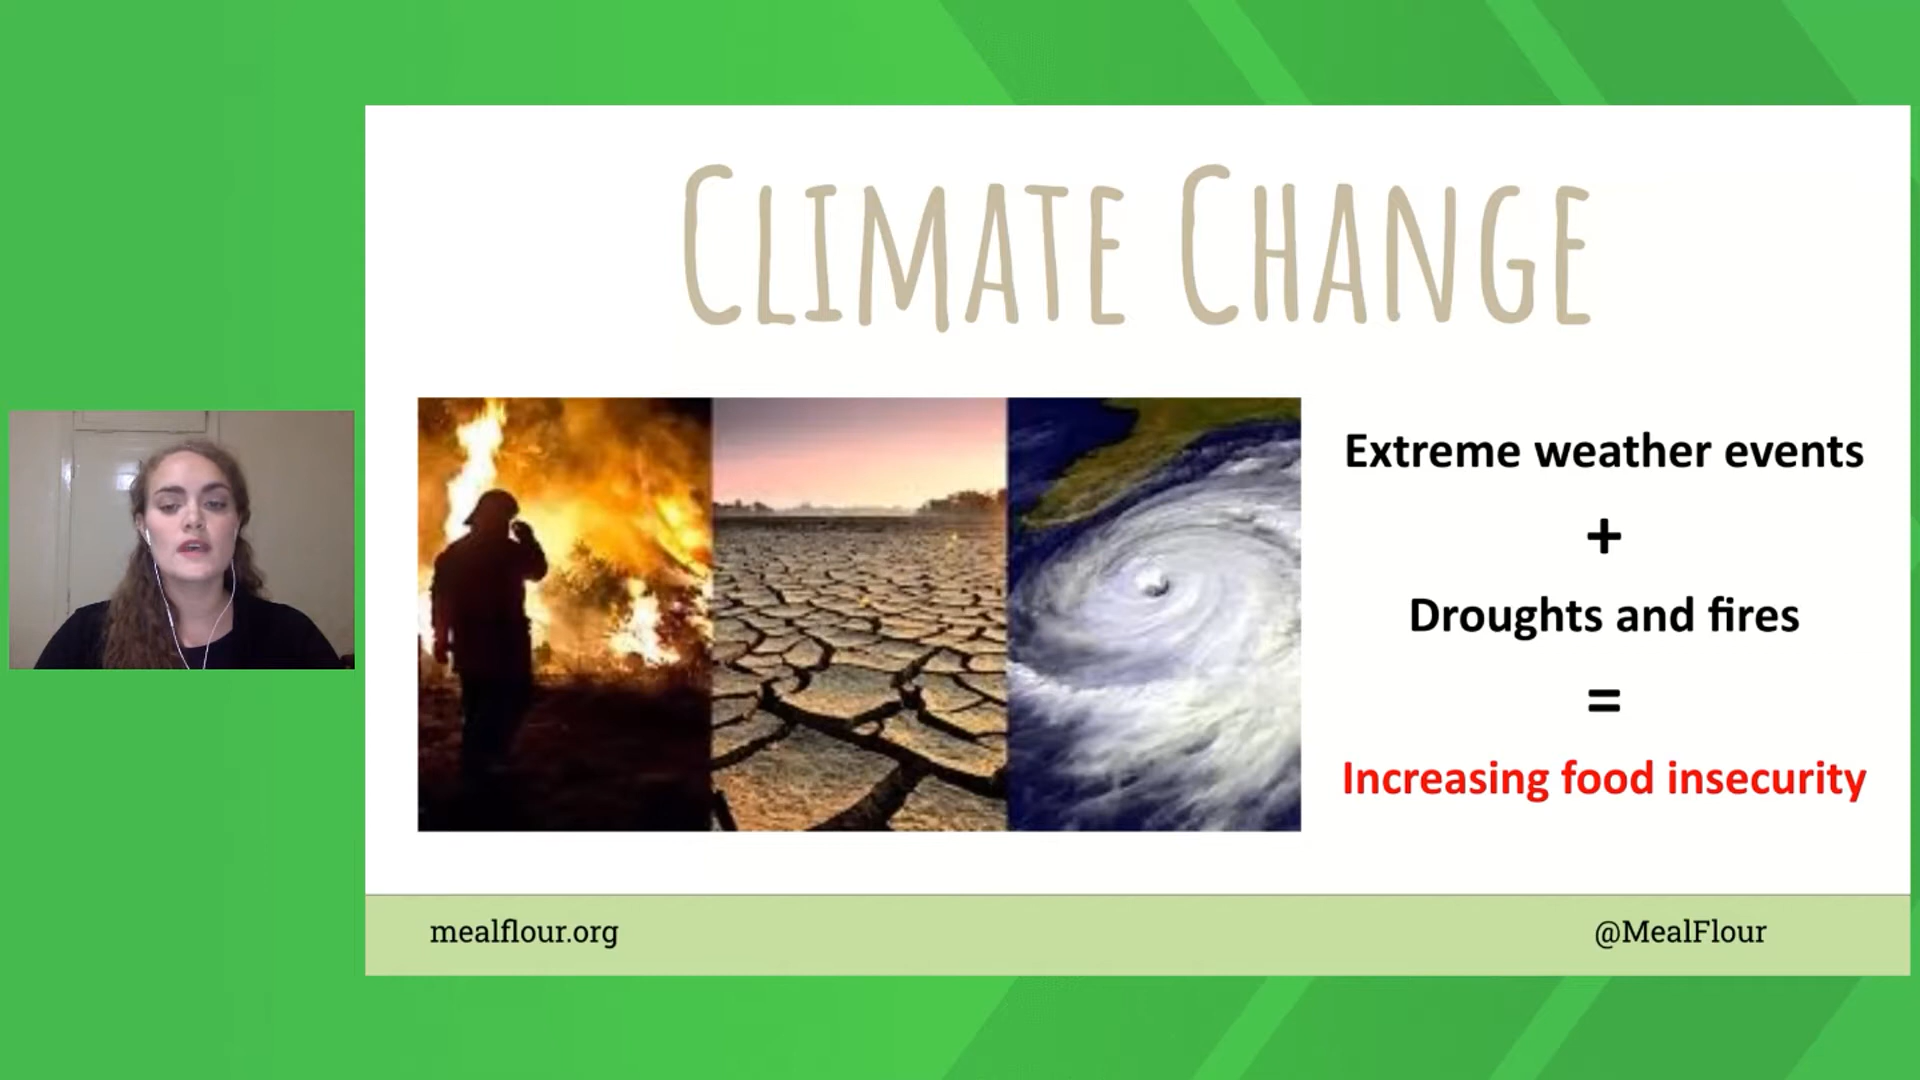 CLIMATE CHANGE
Extreme weather events
+
Droughts and fires
=
Increasing food insecurity
mealflour.org
@MealFlour